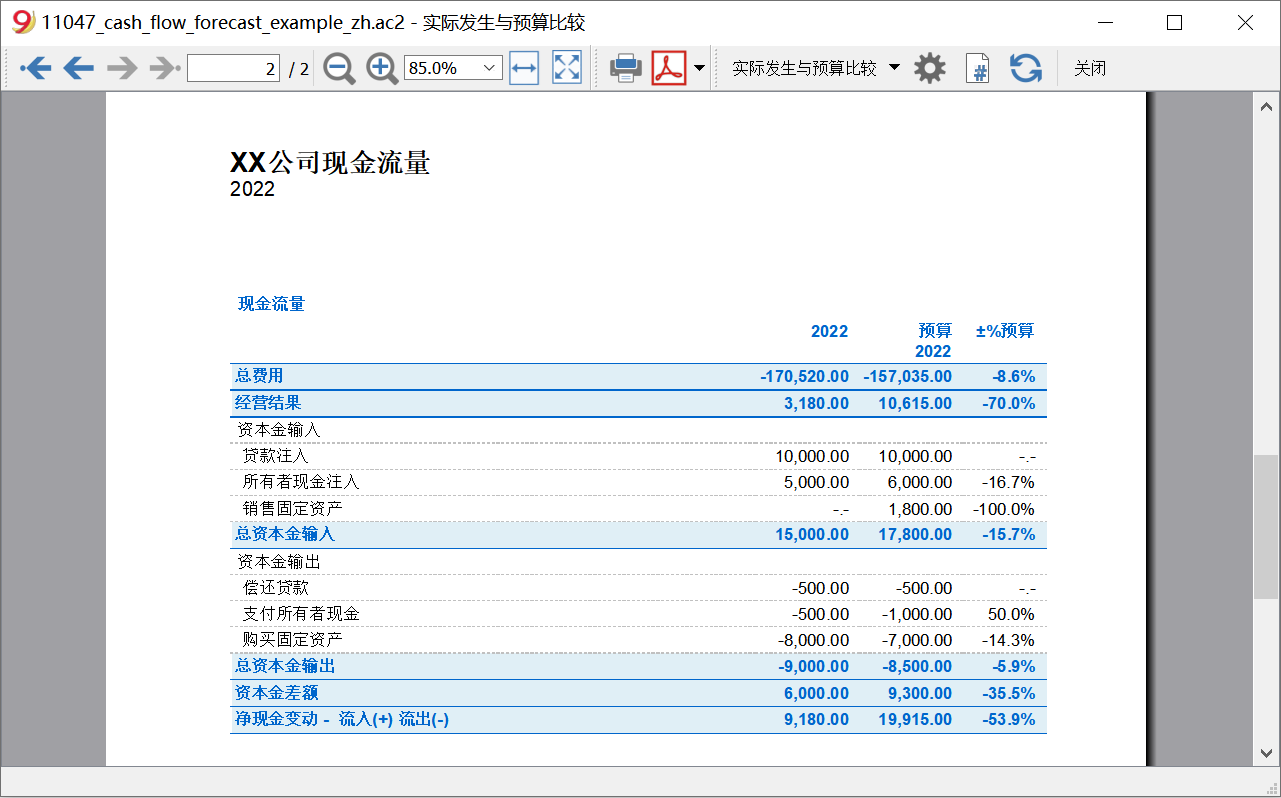 11047_cash_flow_forecast_example_zh.ac2 - 实际发生与预算比较
2 / 2 85.0% 实际发生与预算比较 # 关闭
XX公司现金流量
2022
现金流量
2022 预算 ±%预算
2022
总费用 -170,520.00 -157,035.00 -8.6%
经营结果 3,180.00 10,615.00 -70.0%
资本金输入
贷款注入 10,000.00 10,000.00 -.-
所有者现金注入 5,000.00 6,000.00 -16.7%
销售固定资产 -.- 1,800.00 -100.0%
总资本金输入 15,000.00 17,800.00 -15.7%
资本金输出
偿还贷款 -500.00 -500.00 -.-
支付所有者现金 -500.00 -1,000.00 50.0%
购买固定资产 -8,000.00 -7,000.00 -14.3%
总资本金输出 -9,000.00 -8,500.00 -5.9%
资本金差额 6,000.00 9,300.00 -35.5%
净现金变动 - 流入(+) 流出(-) 9,180.00 19,915.00 -53.9%